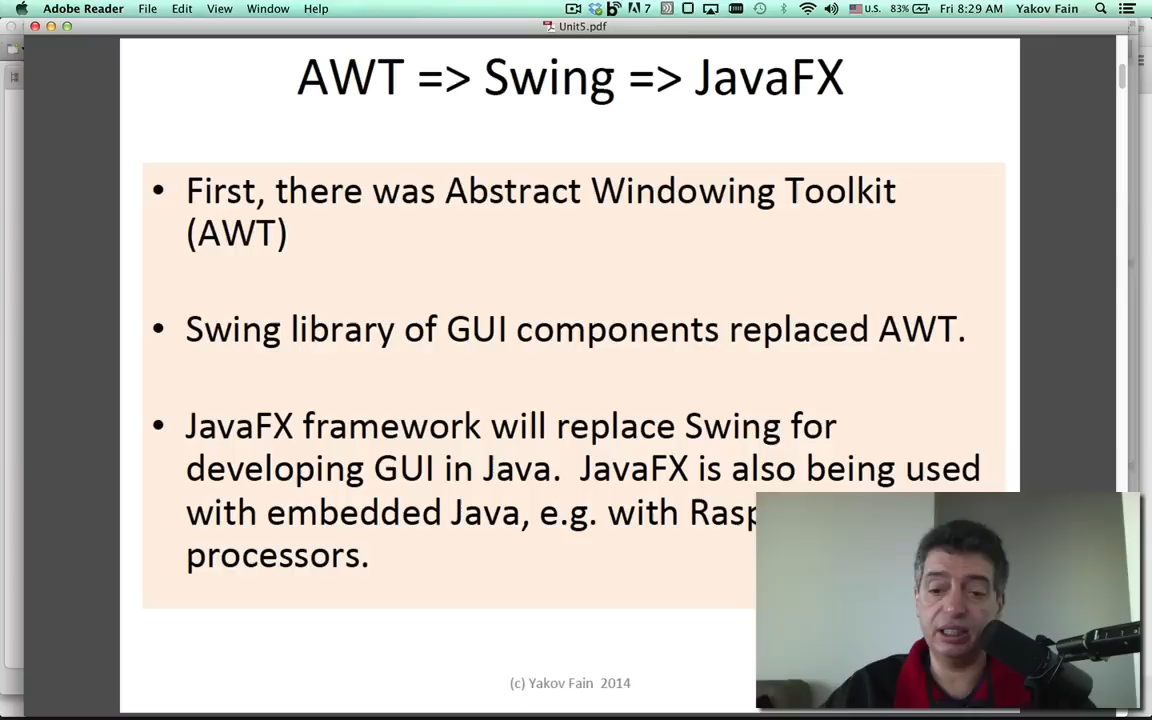 Adobe Reader File Edit View Window Help 7 U.S. 83% Fri 8:29 AM Yakov Fain
Unit5.pdf
AWT => Swing => JavaFX
• First, there was Abstract Windowing Toolkit
(AWT)
• Swing library of GUI components replaced AWT.
• JavaFX framework will replace Swing for
developing GUI in Java. JavaFX is also being used
with embedded Java, e.g. with Rasp
processors.
(c) Yakov Fain 2014